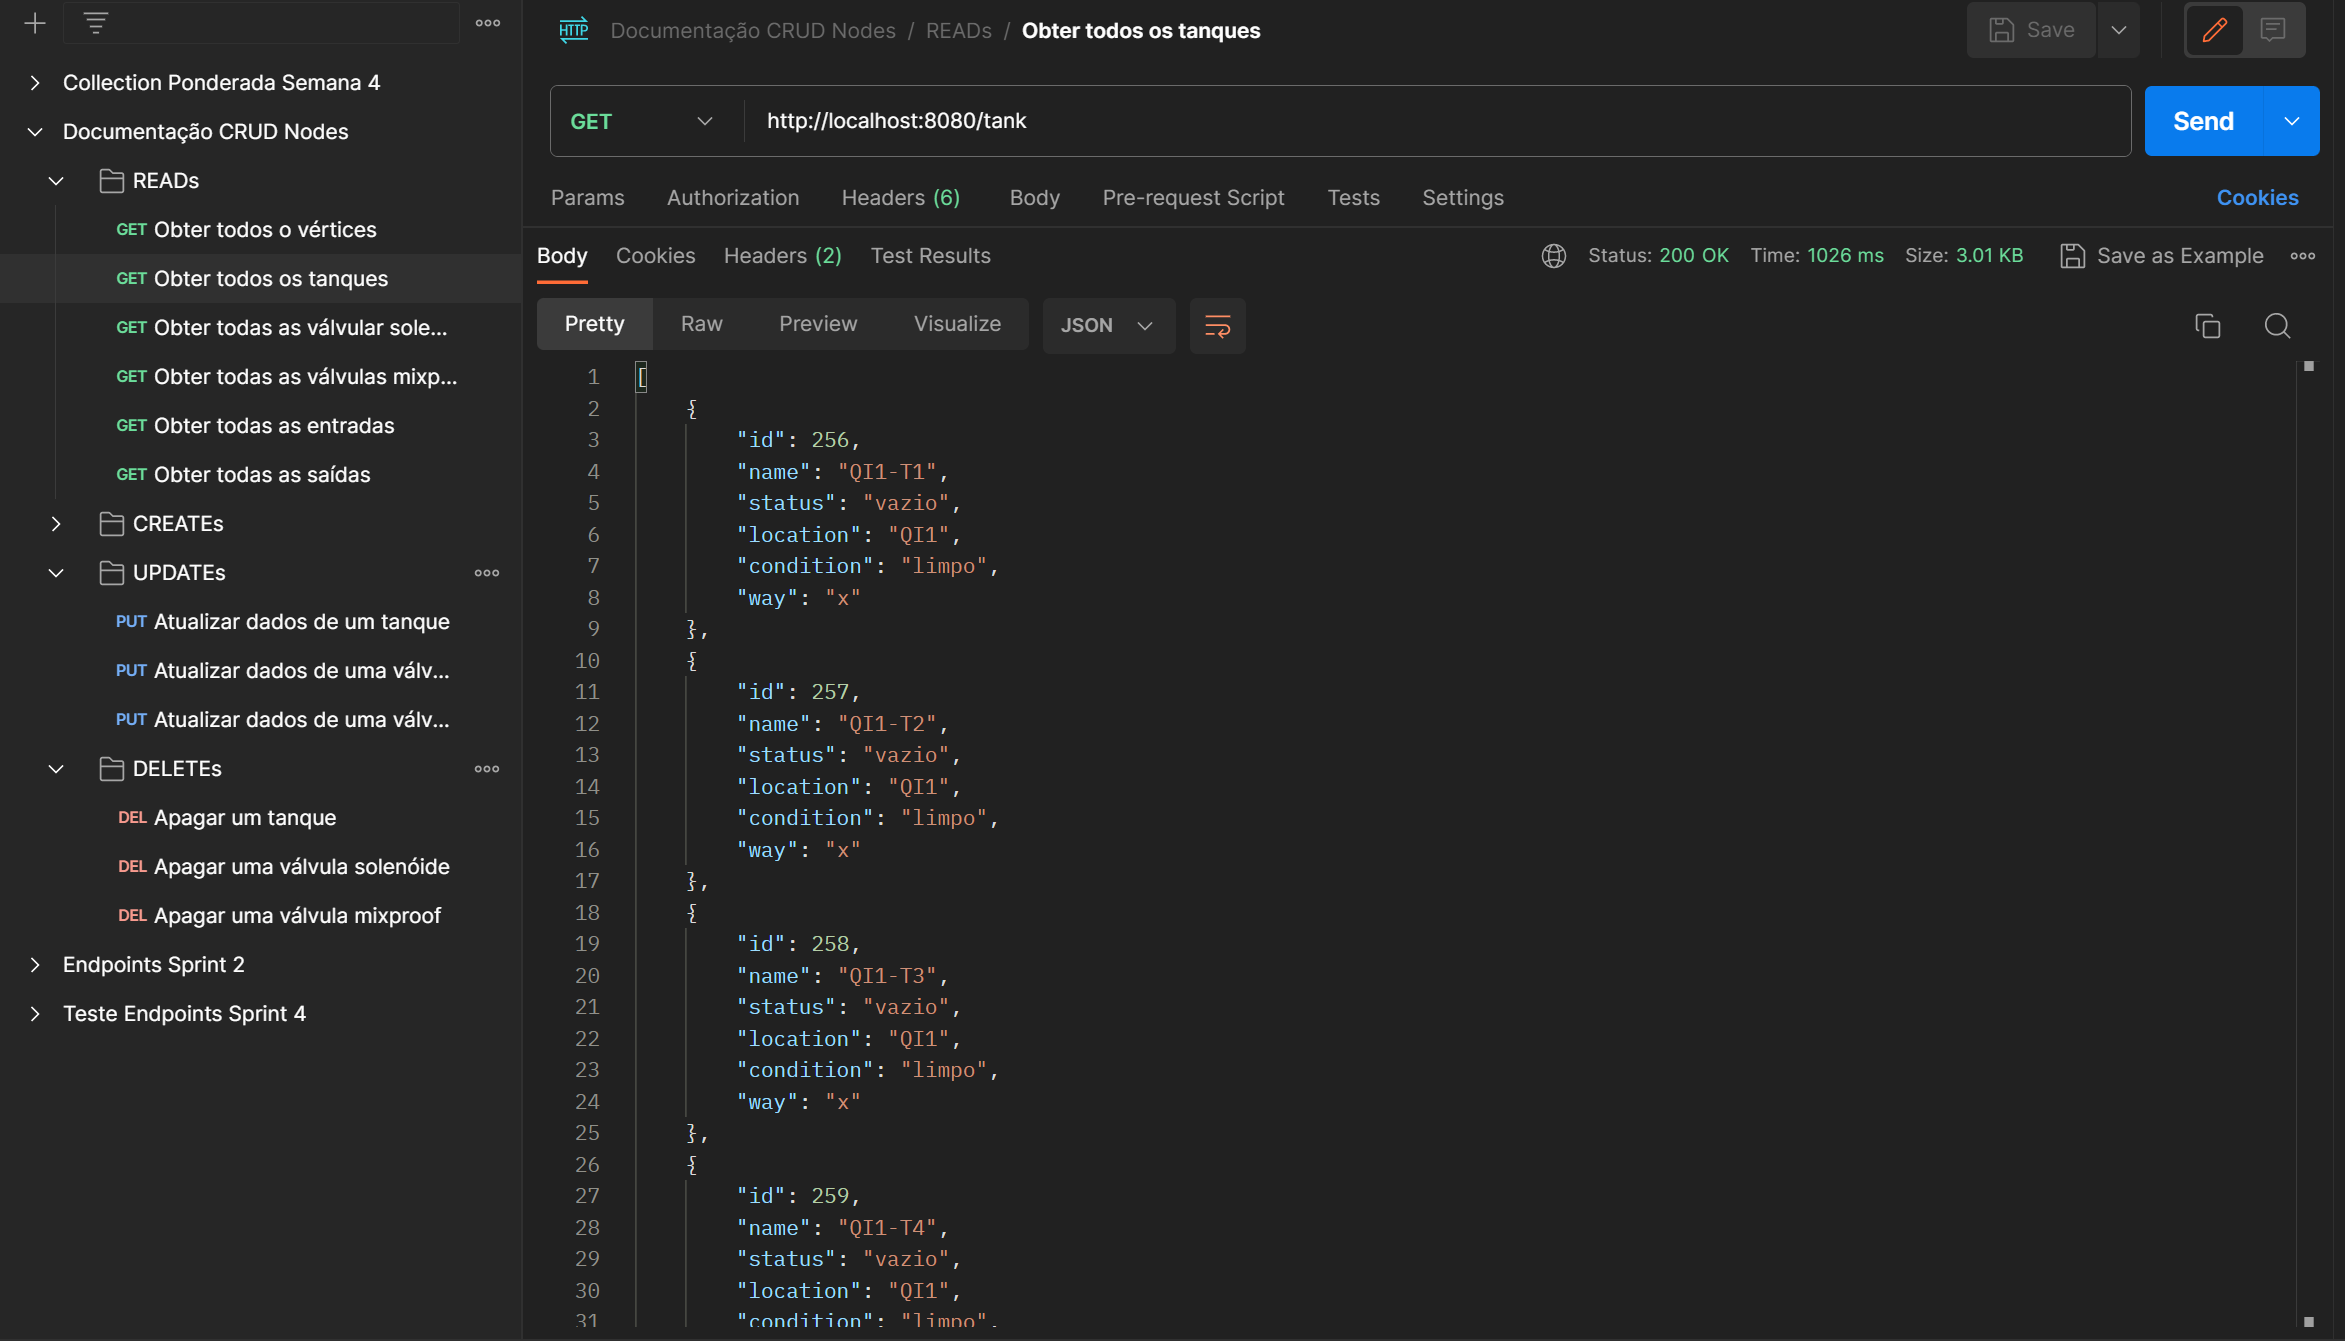 Collection Ponderada Semana 4
Documentação CRUD Nodes
READs
GET Obter todos o vértices
GET Obter todos os tanques
GET Obter todas as válvular sole...
GET Obter todas as válvulas mixp...
GET Obter todas as entradas
GET Obter todas as saídas
CREATEs
UPDATEs
PUT Atualizar dados de um tanque
PUT Atualizar dados de uma válv...
PUT Atualizar dados de uma válv...
DELETEs
DEL Apagar um tanque
DEL Apagar uma válvula solenóide
DEL Apagar uma válvula mixproof
Endpoints Sprint 2
Teste Endpoints Sprint 4
HTTP Documentação CRUD Nodes / READs / Obter todos os tanques
Save
GET http://localhost:8080/tank
Send
Params Authorization Headers (6) Body Pre-request Script Tests Settings Cookies
Body Cookies Headers (2) Test Results Status: 200 OK Time: 1026 ms Size: 3.01 KB Save as Example
Pretty Raw Preview Visualize JSON
1 [
2 {
3 "id": 256,
4 "name": "QI1-T1",
5 "status": "vazio",
6 "location": "QI1",
7 "condition": "limpo",
8 "way": "x"
9 },
10 {
11 "id": 257,
12 "name": "QI1-T2",
13 "status": "vazio",
14 "location": "QI1",
15 "condition": "limpo",
16 "way": "x"
17 },
18 {
19 "id": 258,
20 "name": "QI1-T3",
21 "status": "vazio",
22 "location": "QI1",
23 "condition": "limpo",
24 "way": "x"
25 },
26 {
27 "id": 259,
28 "name": "QI1-T4",
29 "status": "vazio",
30 "location": "QI1",
31 "condition": "limpo",